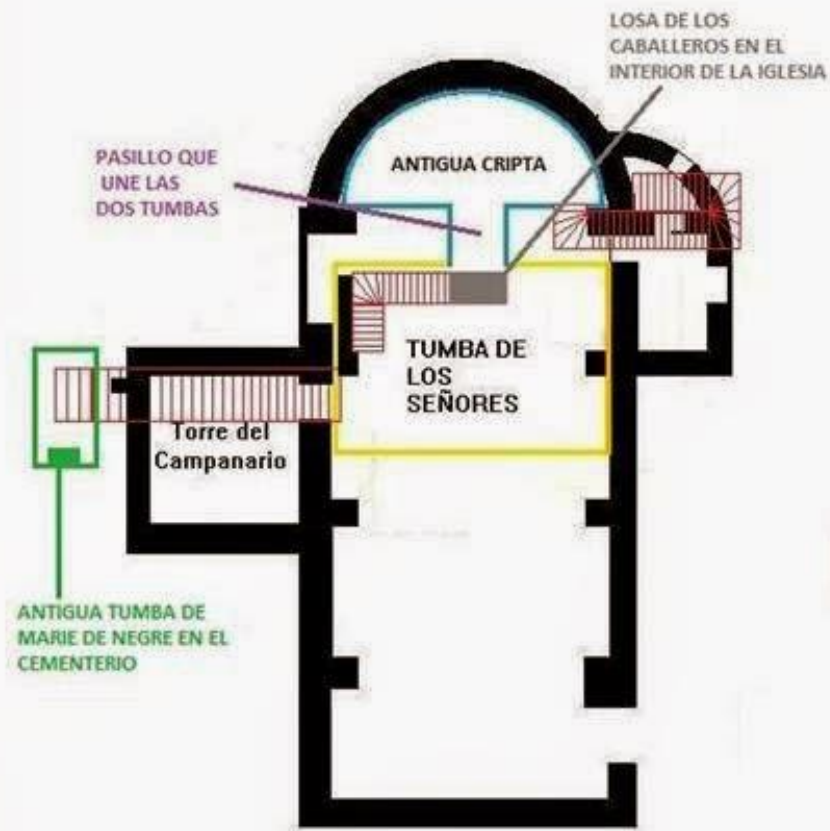 LOSA DE LOS
CABALLEROS EN EL
INTERIOR DE LA IGLESIA
PASILLO QUE
UNE LAS
DOS TUMBAS
ANTIGUA CRIPTA
TUMBA DE
LOS
SEÑORES
Torre del
Campanario
ANTIGUA TUMBA DE
MARIE DE NEGRE EN EL
CEMENTERIO